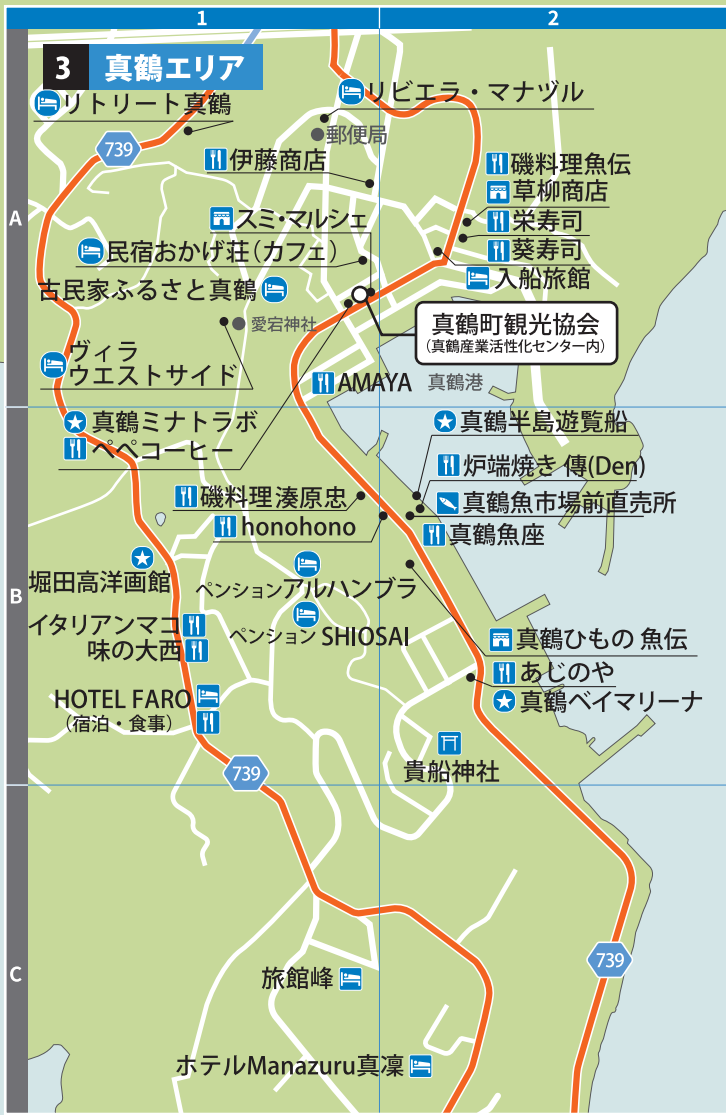 1
2
3 真鶴エリア
リトリート真鶴
リビエラ・マナヅル
739
郵便局
伊藤商店
磯料理魚伝
草柳商店
A
スミ・マルシェ
栄寿司
民宿おかげ荘（カフェ）
葵寿司
入船旅館
古民家ふるさと真鶴
愛宕神社
真鶴町観光協会
(真鶴産業活性化センター内)
ヴィラ
ウエストサイド
AMAYA
真鶴港
真鶴ミナトラボ
ペペコーヒー
真鶴半島遊覧船
炉端焼き 傳(Den)
磯料理湊原忠
真鶴魚市場前直売所
honohono
真鶴魚座
堀田高洋画館
ペンションアルハンブラ
B
イタリアンマコ
味の大西
ペンション SHIOSAI
真鶴ひもの 魚伝
あじのや
真鶴ベイマリーナ
HOTEL FARO
（宿泊・食事）
貴船神社
739
739
C
旅館峰
ホテルManazuru真凜